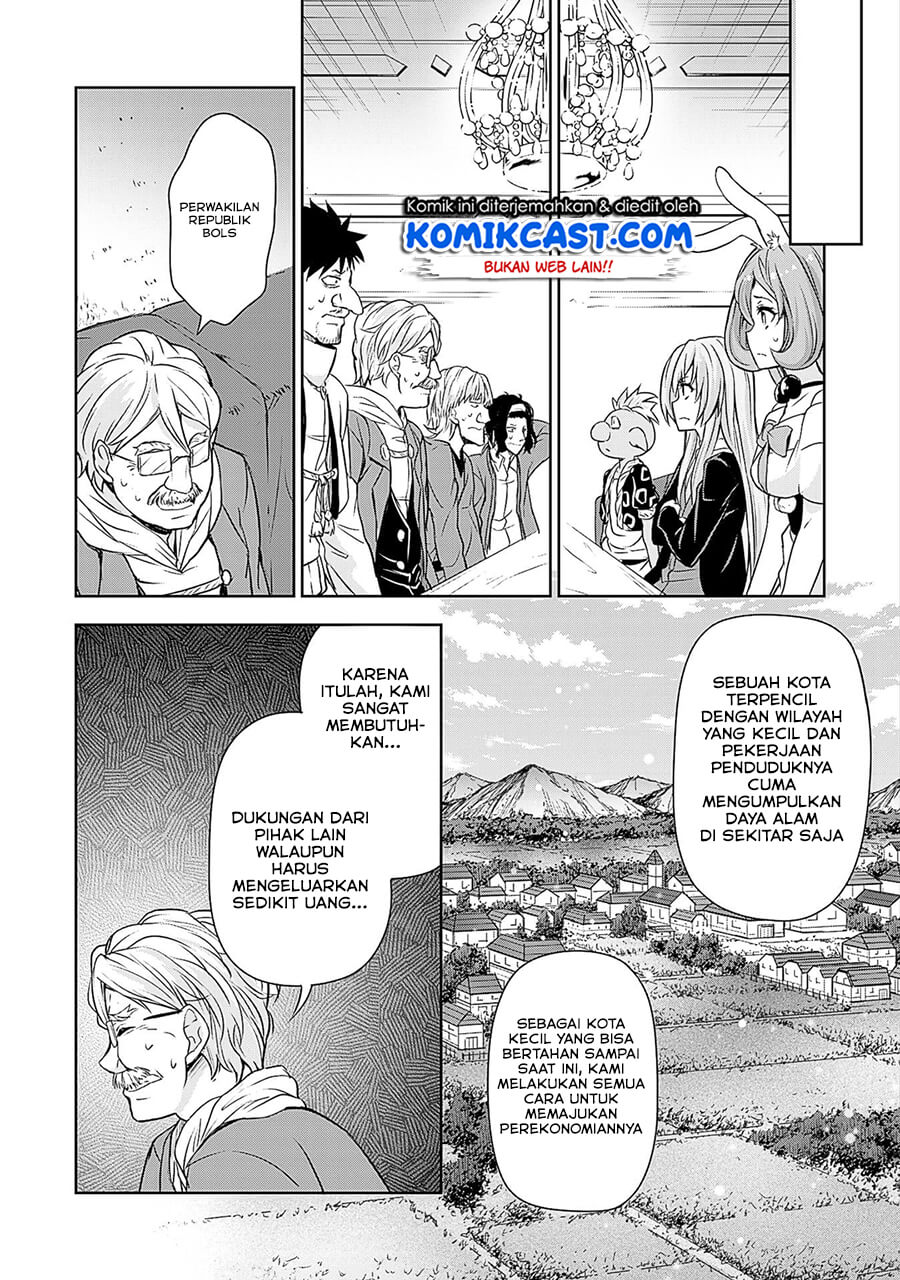 Komik ini diterjemahkan & diedit oleh
KOMIKCAST.COM
BUKAN WEB LAIN!!
PERWAKILAN
REPUBLIK
BOLS
SEBUAH KOTA
TERPENCIL
DENGAN WILAYAH
YANG KECIL DAN
PEKERJAAN
PENDUDUKNYA
CUMA
MENGUMPULKAN
DAYA ALAM
DI SEKITAR SAJA
SEBAGAI KOTA
KECIL YANG BISA
BERTAHAN SAMPAI
SAAT INI, KAMI
MELAKUKAN SEMUA
CARA UNTUK
MEMAJUKAN
PEREKONOMIANNYA
KARENA
ITULAH, KAMI
SANGAT
MEMBUTUH-
KAN...
DUKUNGAN DARI
PIHAK LAIN
WALAUPUN
HARUS
MENGELUARKAN
SEDIKIT UANG...